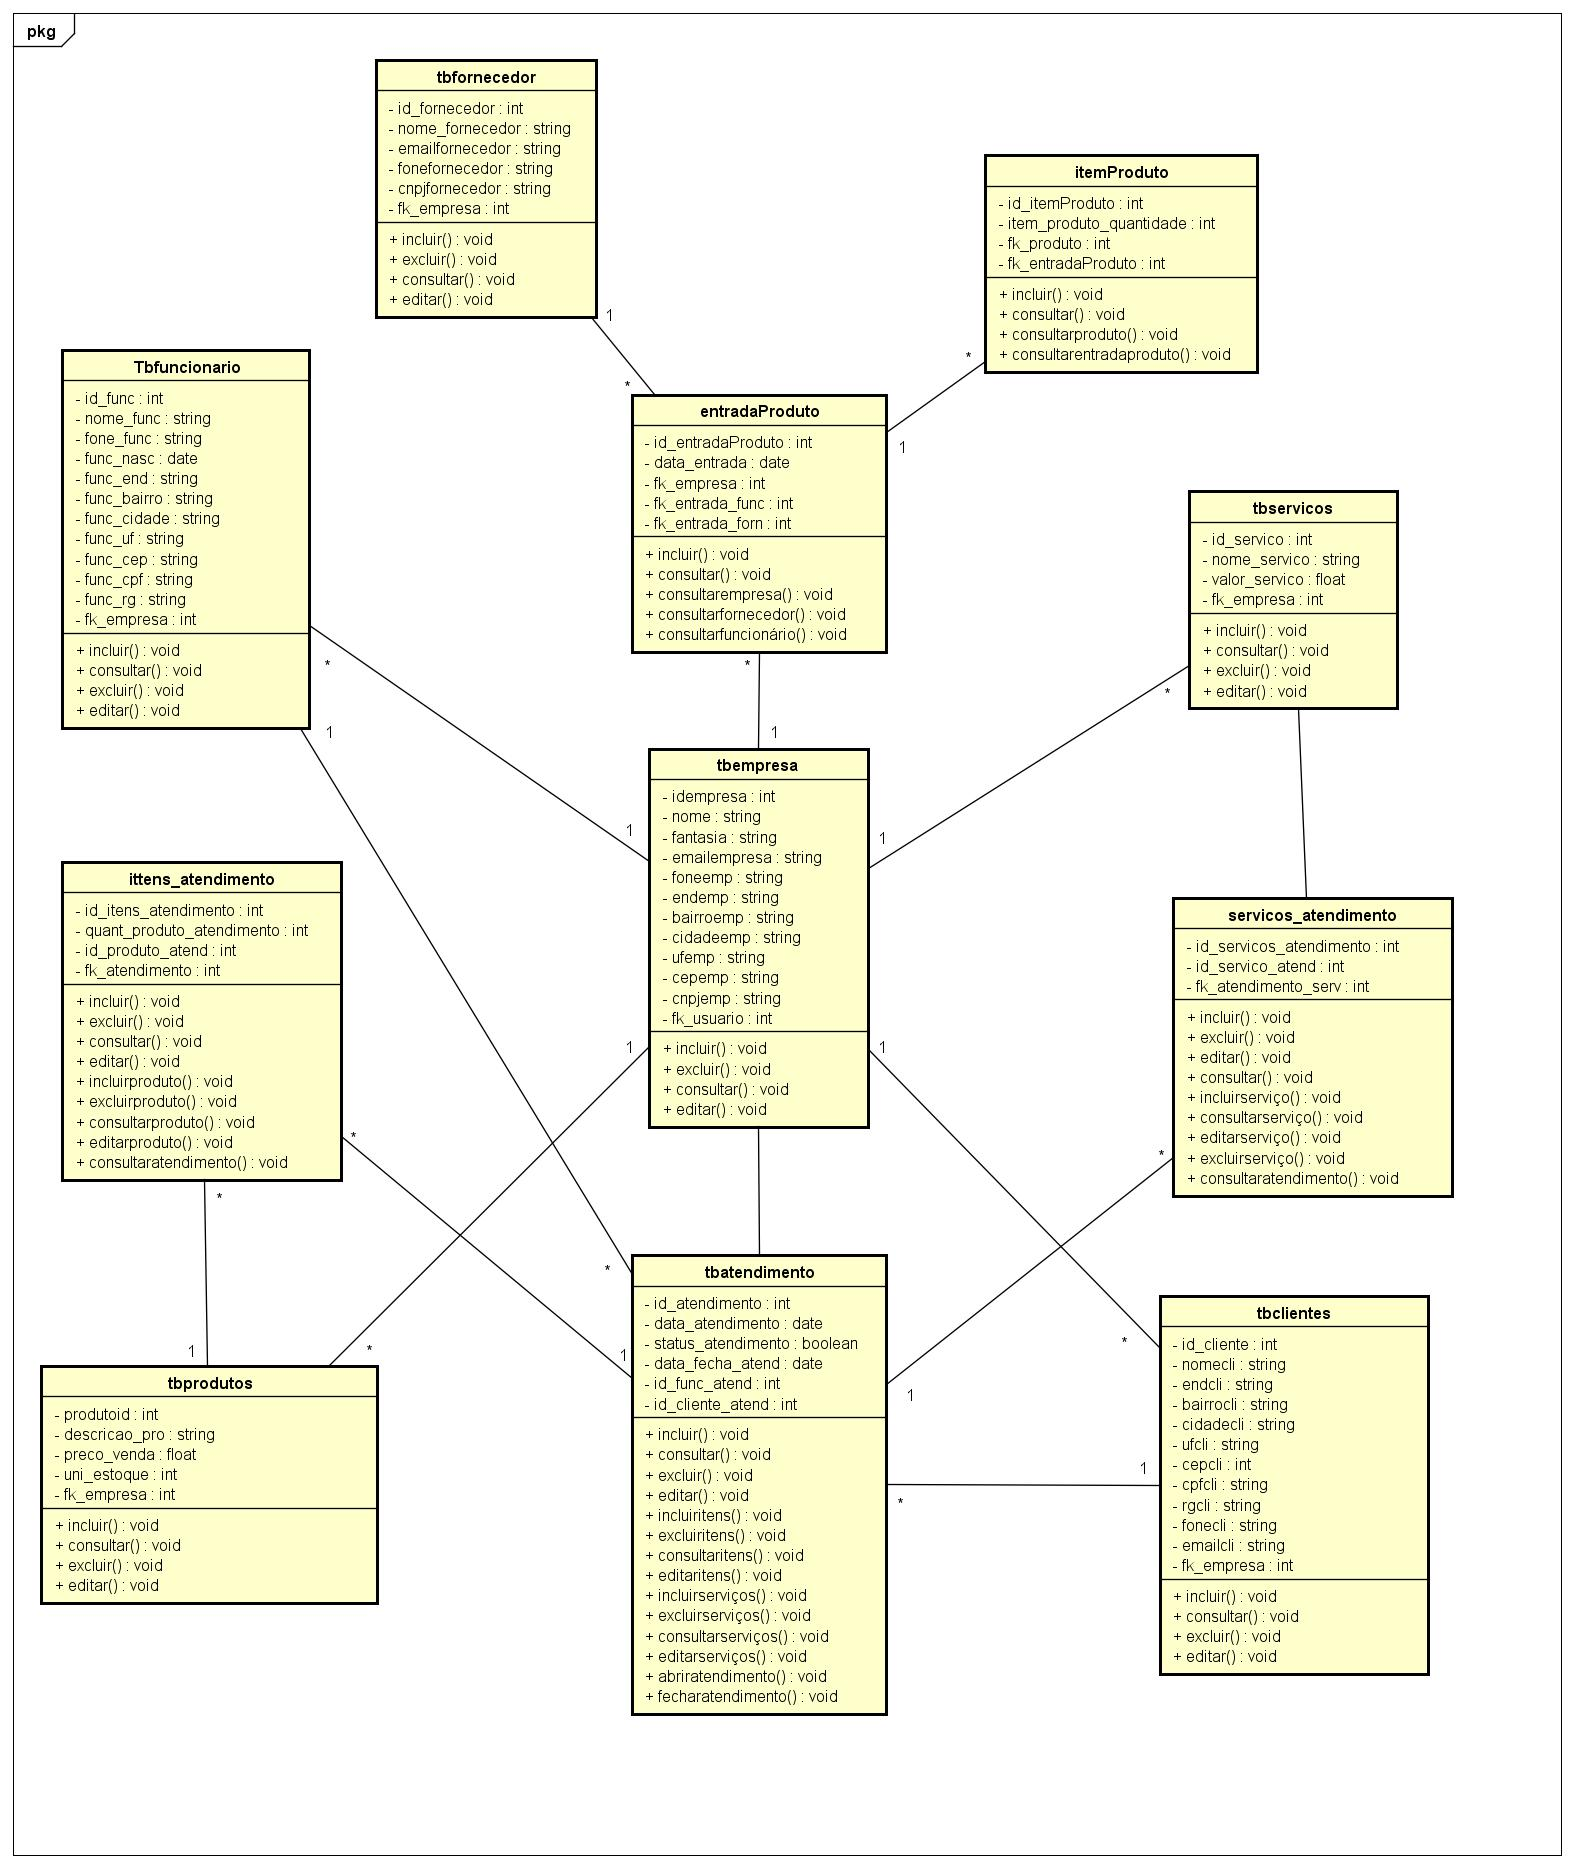 pkg
tbfornecedor
- id_fornecedor : int
- nome_fornecedor : string
- emailfornecedor : string
- fonefornecedor : string
- cnpjfornecedor : string
- fk_empresa : int
+ incluir() : void
+ excluir() : void
+ consultar() : void
+ editar() : void
1
*
itemProduto
- id_itemProduto : int
- item_produto_quantidade : int
- fk_produto : int
- fk_entradaProduto : int
+ incluir() : void
+ consultar() : void
+ consultarproduto() : void
+ consultarentradaproduto() : void
*
1
Tbfuncionario
- id_func : int
- nome_func : string
- fone_func : string
- func_nasc : date
- func_end : string
- func_bairro : string
- func_cidade : string
- func_uf : string
- func_cep : string
- func_cpf : string
- func_rg : string
- fk_empresa : int
+ incluir() : void
+ consultar() : void
+ excluir() : void
+ editar() : void
*
1
entradaProduto
- id_entradaProduto : int
- data_entrada : date
- fk_empresa : int
- fk_entrada_func : int
- fk_entrada_forn : int
+ incluir() : void
+ consultar() : void
+ consultarempresa() : void
+ consultarfornecedor() : void
+ consultarfuncionário() : void
*
1
tbservicos
- id_servico : int
- nome_servico : string
- valor_servico : float
- fk_empresa : int
+ incluir() : void
+ consultar() : void
+ excluir() : void
+ editar() : void
*
1
1
tbempresa
- idempresa : int
- nome : string
- fantasia : string
- emailempresa : string
- foneemp : string
- endemp : string
- bairroemp : string
- cidadeemp : string
- ufemp : string
- cepemp : string
- cnpjemp : string
- fk_usuario : int
+ incluir() : void
+ excluir() : void
+ consultar() : void
+ editar() : void
1
1
ittens_atendimento
- id_itens_atendimento : int
- quant_produto_atendimento : int
- id_produto_atend : int
- fk_atendimento : int
+ incluir() : void
+ excluir() : void
+ consultar() : void
+ editar() : void
+ incluirproduto() : void
+ excluirproduto() : void
+ consultarproduto() : void
+ editarproduto() : void
+ consultaratendimento() : void
*
*
servicos_atendimento
- id_servicos_atendimento : int
- id_servico_atend : int
- fk_atendimento_serv : int
+ incluir() : void
+ excluir() : void
+ editar() : void
+ consultar() : void
+ incluirserviço() : void
+ consultarserviço() : void
+ editarserviço() : void
+ excluirserviço() : void
+ consultaratendimento() : void
*
1
*
tbprodutos
- produtoid : int
- descricao_pro : string
- preco_venda : float
- uni_estoque : int
- fk_empresa : int
+ incluir() : void
+ consultar() : void
+ excluir() : void
+ editar() : void
*
1
tbatendimento
- id_atendimento : int
- data_atendimento : date
- status_atendimento : boolean
- data_fecha_atend : date
- id_func_atend : int
- id_cliente_atend : int
+ incluir() : void
+ consultar() : void
+ excluir() : void
+ editar() : void
+ incluiritens() : void
+ excluiritens() : void
+ consultaritens() : void
+ editaritens() : void
+ incluirserviços() : void
+ excluirserviços() : void
+ consultarserviços() : void
+ editarserviços() : void
+ abriratendimento() : void
+ fecharatendimento() : void
1
*
*
1
tbclientes
- id_cliente : int
- nomecli : string
- endcli : string
- bairrocli : string
- cidadecli : string
- ufcli : string
- cepcli : int
- cpfcli : string
- rgcli : string
- fonecli : string
- emailcli : string
- fk_empresa : int
+ incluir() : void
+ consultar() : void
+ excluir() : void
+ editar() : void